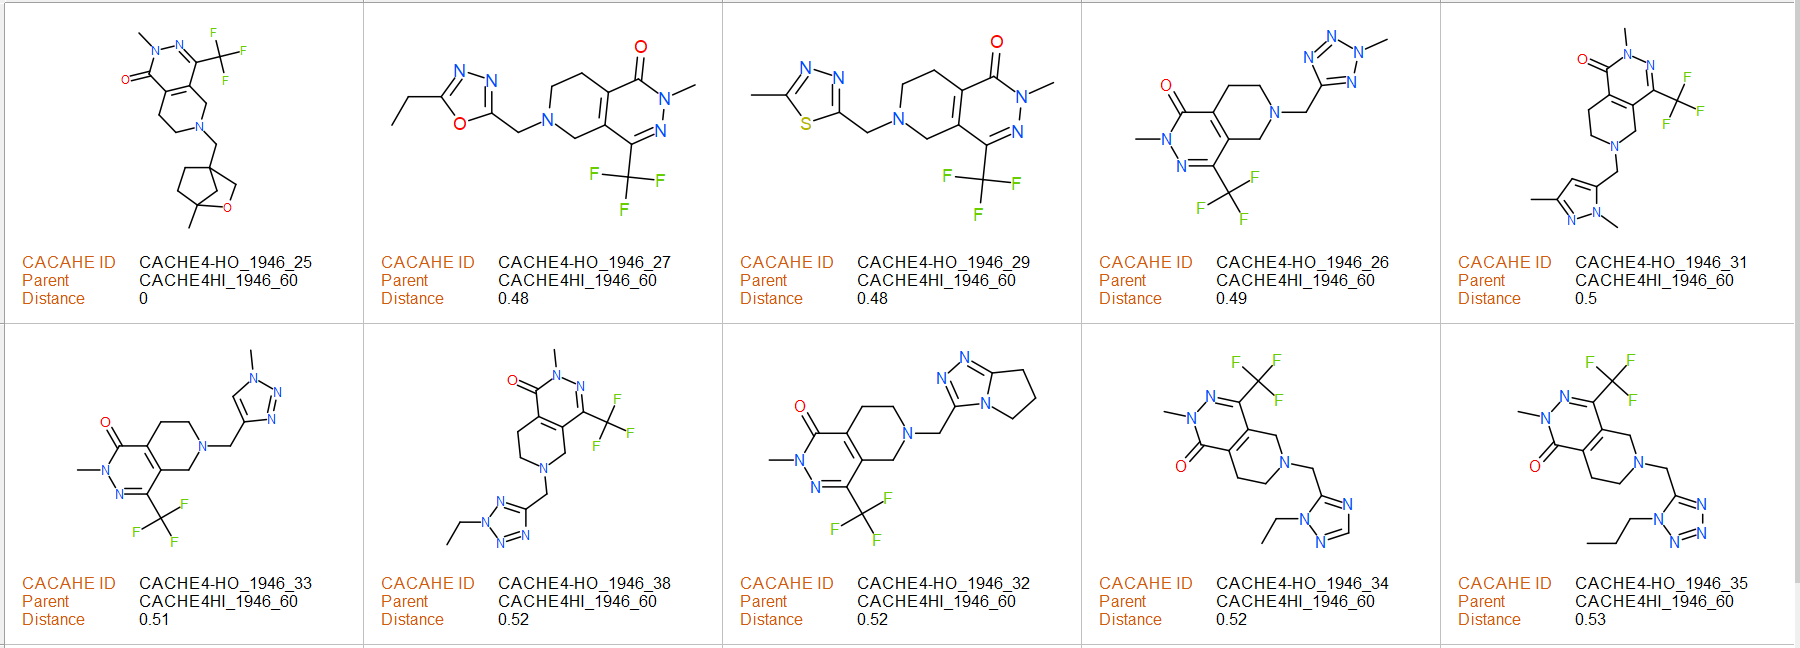 CACAHE ID CACHE4-HO_1946_25
Parent CACHE4HI_1946_60
Distance 0
CACAHE ID CACHE4-HO_1946_27
Parent CACHE4HI_1946_60
Distance 0.48
CACAHE ID CACHE4-HO_1946_29
Parent CACHE4HI_1946_60
Distance 0.48
CACAHE ID CACHE4-HO_1946_26
Parent CACHE4HI_1946_60
Distance 0.49
CACAHE ID CACHE4-HO_1946_31
Parent CACHE4HI_1946_60
Distance 0.5
CACAHE ID CACHE4-HO_1946_33
Parent CACHE4HI_1946_60
Distance 0.51
CACAHE ID CACHE4-HO_1946_38
Parent CACHE4HI_1946_60
Distance 0.52
CACAHE ID CACHE4-HO_1946_32
Parent CACHE4HI_1946_60
Distance 0.52
CACAHE ID CACHE4-HO_1946_34
Parent CACHE4HI_1946_60
Distance 0.52
CACAHE ID CACHE4-HO_1946_35
Parent CACHE4HI_1946_60
Distance 0.53